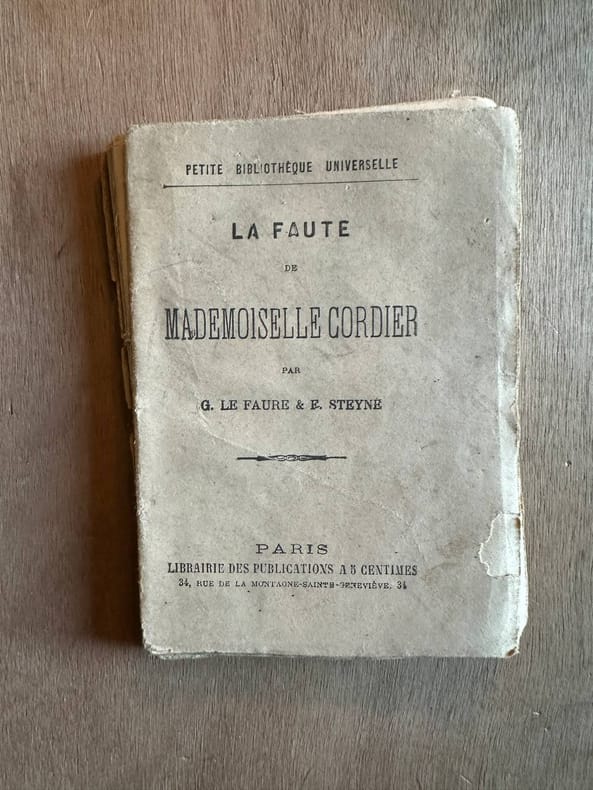 PETITE BIBLIOTHÈQUE UNIVERSELLE
LA FAUTE
DE
MADEMOISELLE CORDIER
PAR
G. LE FAURE & E. STEYNE
PARIS
LIBRAIRIE DES PUBLICATIONS A 5 CENTIMES
34, RUE DE LA MONTAGNE-SAINTE-GENEVIÈVE, 34